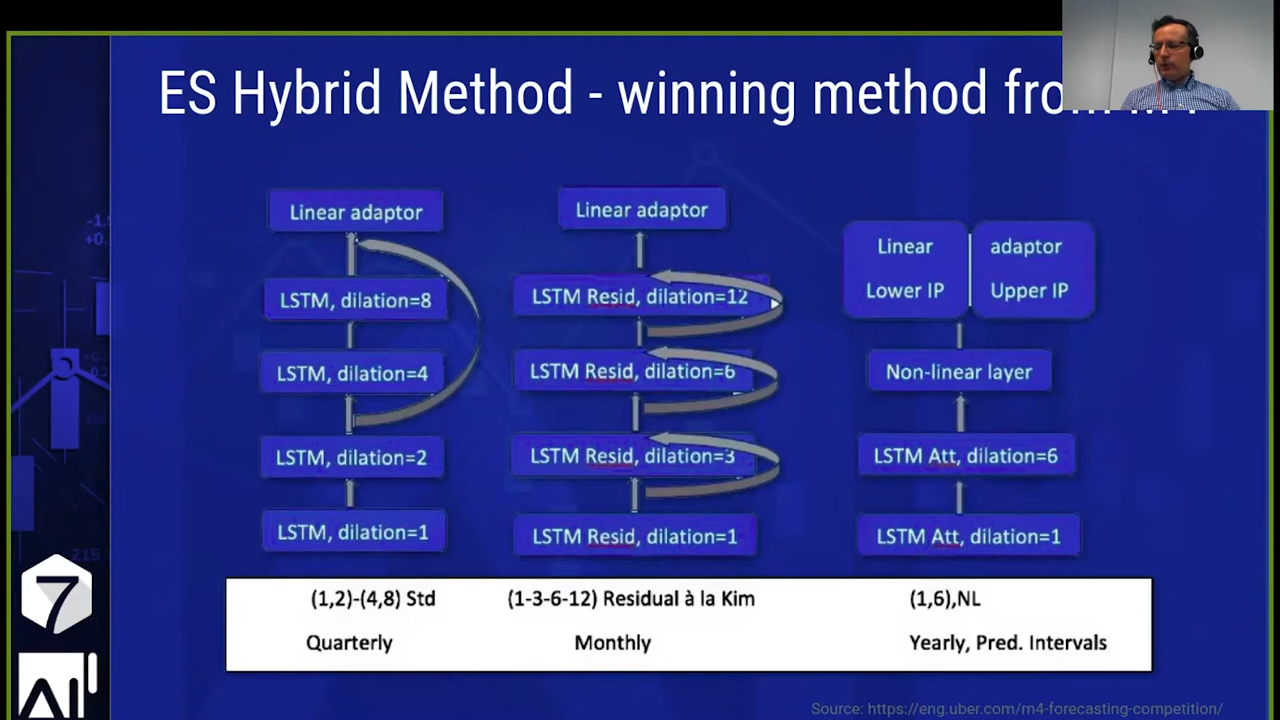 ES Hybrid Method - winning method from
Linear adaptor
LSTM, dilation=8
LSTM, dilation=4
LSTM, dilation=2
LSTM, dilation=1
Linear adaptor
LSTM Resid, dilation=12
LSTM Resid, dilation=6
LSTM Resid, dilation=3
LSTM Resid, dilation=1
Linear adaptor
Lower IP Upper IP
Non-linear layer
LSTM Att, dilation=6
LSTM Att, dilation=1
(1,2)-(4,8) Std (1-3-6-12) Residual à la Kim (1,6),NL
Quarterly Monthly Yearly, Pred. Intervals
7
AI
Source: https://eng.uber.com/m4-forecasting-competition/